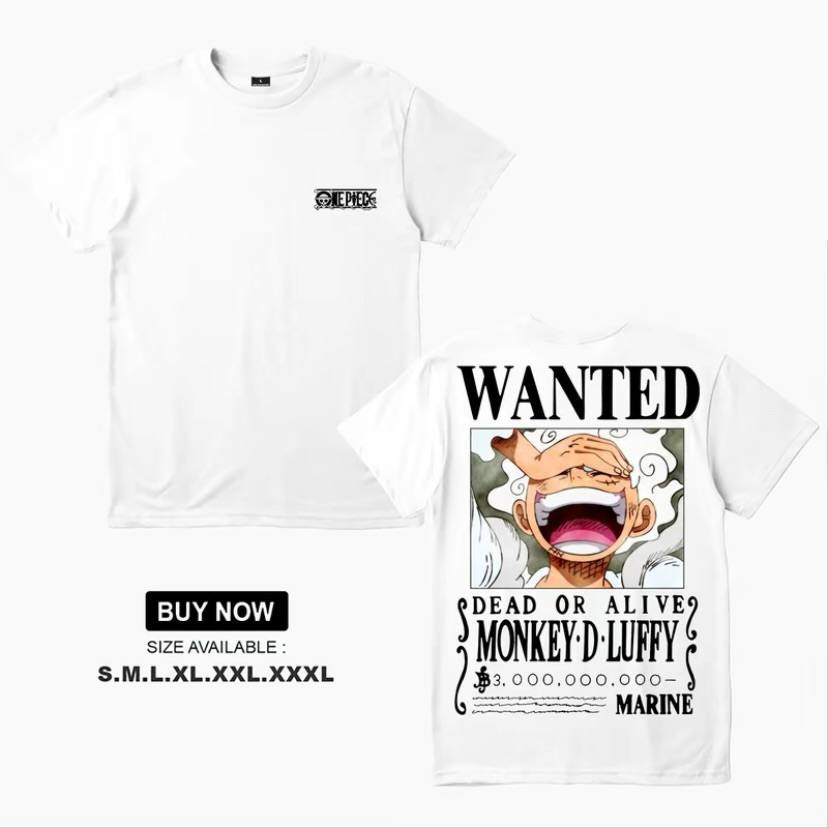 ONE PIECE
WANTED
DEAD OR ALIVE
MONKEY·D·LUFFY
฿3,000,000,000—
MARINE
BUY NOW
SIZE AVAILABLE :
S.M.L.XL.XXL.XXXL